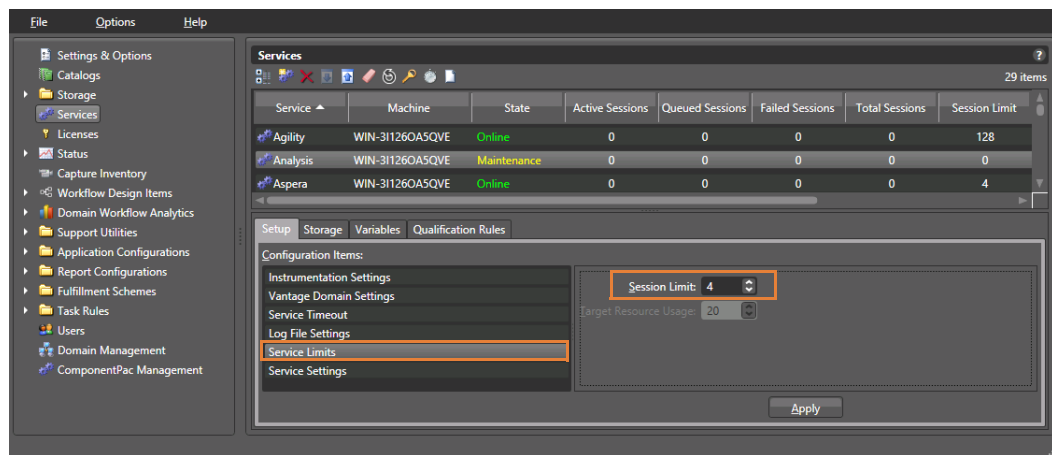 File Options Help
Settings & Options
Catalogs
Storage
Services
Licenses
Status
Capture Inventory
Workflow Design Items
Domain Workflow Analytics
Support Utilities
Application Configurations
Report Configurations
Fulfillment Schemes
Task Rules
Users
Domain Management
ComponentPac Management
Services ?
29 items
Service Machine State Active Sessions Queued Sessions Failed Sessions Total Sessions Session Limit
Agility WIN-3I126OA5QVE Online 0 0 0 0 128
Analysis WIN-3I126OA5QVE Maintenance 0 0 0 0 0
Aspera WIN-3I126OA5QVE Online 0 0 0 0 4
Setup Storage Variables Qualification Rules
Configuration Items:
Instrumentation Settings
Vantage Domain Settings
Service Timeout
Log File Settings
Service Limits
Service Settings
Session Limit: 4
Target Resource Usage: 20
Apply